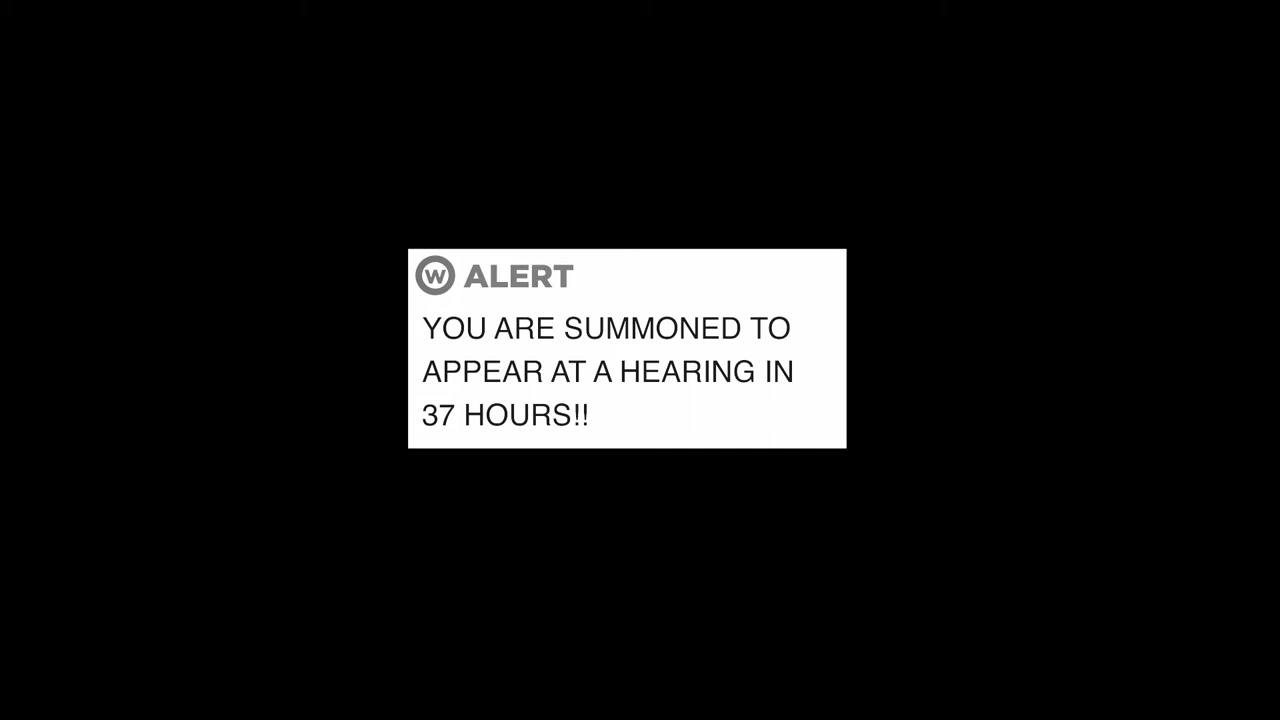 W ALERT
YOU ARE SUMMONED TO
APPEAR AT A HEARING IN
37 HOURS!!